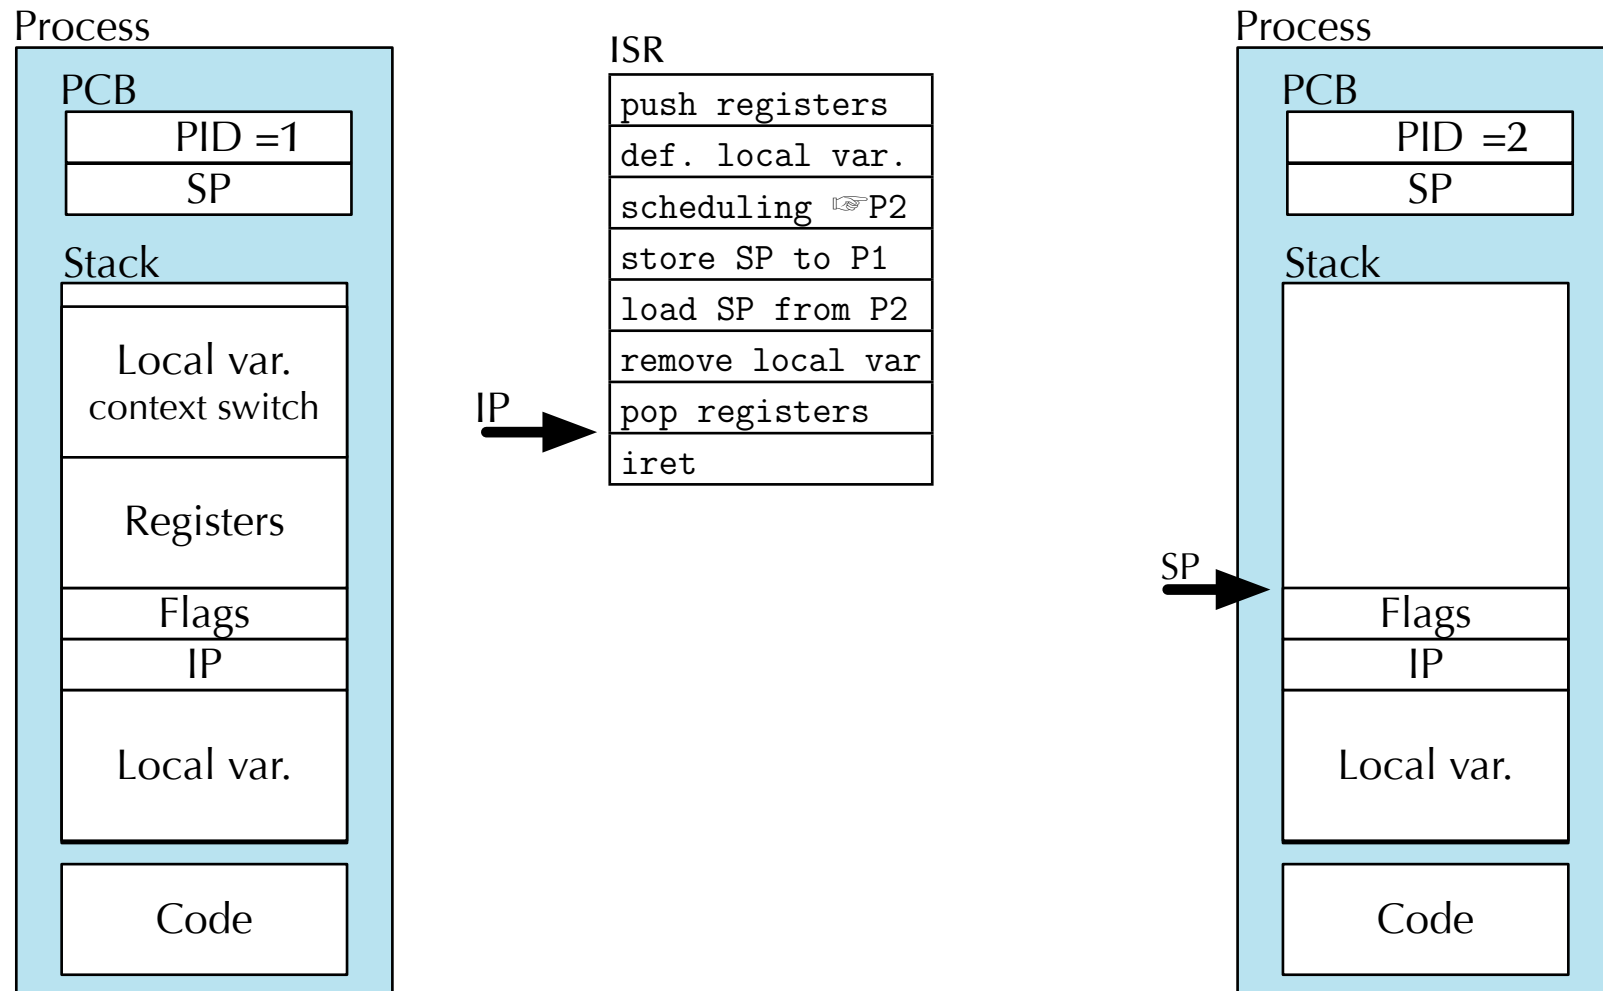 Process
PCB
PID =1
SP
Stack
Local var.
context switch
Registers
Flags
IP
Local var.
Code
ISR
push registers
def. local var.
scheduling ☞P2
store SP to P1
load SP from P2
remove local var
pop registers
iret
IP
Process
PCB
PID =2
SP
Stack
SP
Flags
IP
Local var.
Code